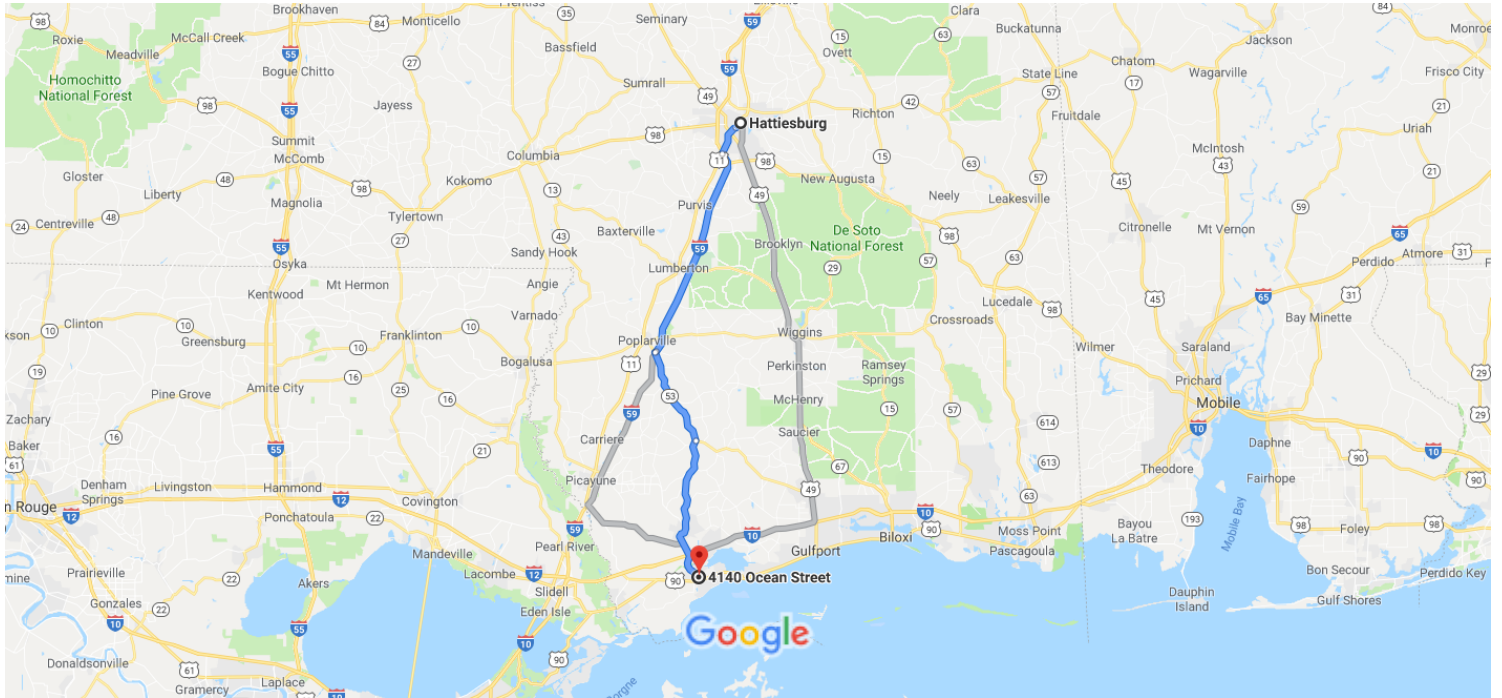 Brookhaven
Monticello
Prentiss
Seminary
Ellisville
Clara
Buckatunna
Jackson
Monroe
Roxie
McCall Creek
Meadville
Bogue Chitto
Bassfield
Ovett
Chatom
Wagarville
State Line
Frisco City
Homochitto
National Forest
Jayess
Sumrall
Richton
Fruitdale
Uriah
Summit
McComb
Hattiesburg
McIntosh
Gloster
Liberty
Magnolia
Kokomo
Columbia
New Augusta
Neely
Leakesville
Centreville
Tylertown
Purvis
Baxterville
Brooklyn
De Soto
National Forest
Citronelle
Mt Vernon
Osyka
Sandy Hook
Lumberton
Perdido
Atmore
Kentwood
Mt Hermon
Angie
Lucedale
Bay Minette
Clinton
Greensburg
Franklinton
Varnado
Crossroads
Wiggins
Poplarville
Bogalusa
Wilmer
Saraland
Amite City
Pine Grove
Perkinston
Ramsey
Springs
Prichard
Mobile
McHenry
Zachary
Baker
Carriere
Saucier
Daphne
Theodore
Fairhope
Picayune
Denham
Springs
Livingston
Hammond
Covington
n Rouge
Ponchatoula
Moss Point
Bayou
La Batre
Mobile Bay
Foley
Mandeville
Pearl River
Gulfport
Biloxi
Pascagoula
Prairieville
Akers
Lacombe
Slidell
4140 Ocean Street
Bon Secour
Perdido Key
Dauphin
Island
Gulf Shores
Gonzales
Eden Isle
Google
Donaldsonville
Gramercy
Laplace